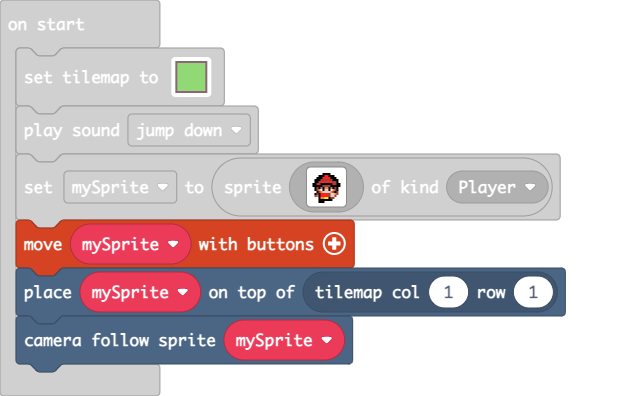 on start
set tilemap to
play sound jump down
set mySprite to sprite of kind Player
move mySprite with buttons
place mySprite on top of tilemap col 1 row 1
camera follow sprite mySprite